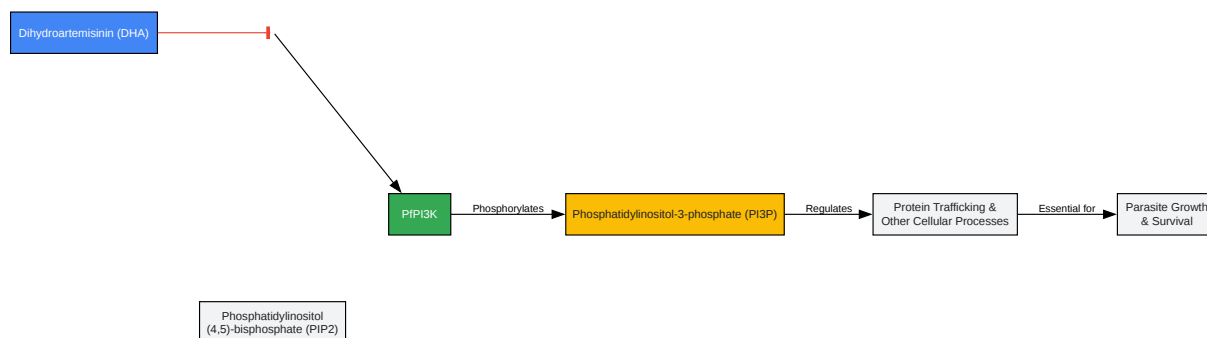 Dihydroartemisinin (DHA)
PfPI3K
Phosphorylates
Phosphatidylinositol-3-phosphate (PI3P)
Regulates
Protein Trafficking &
Other Cellular Processes
Essential for
Parasite Growth
& Survival
Phosphatidylinositol
(4,5)-bisphosphate (PIP2)